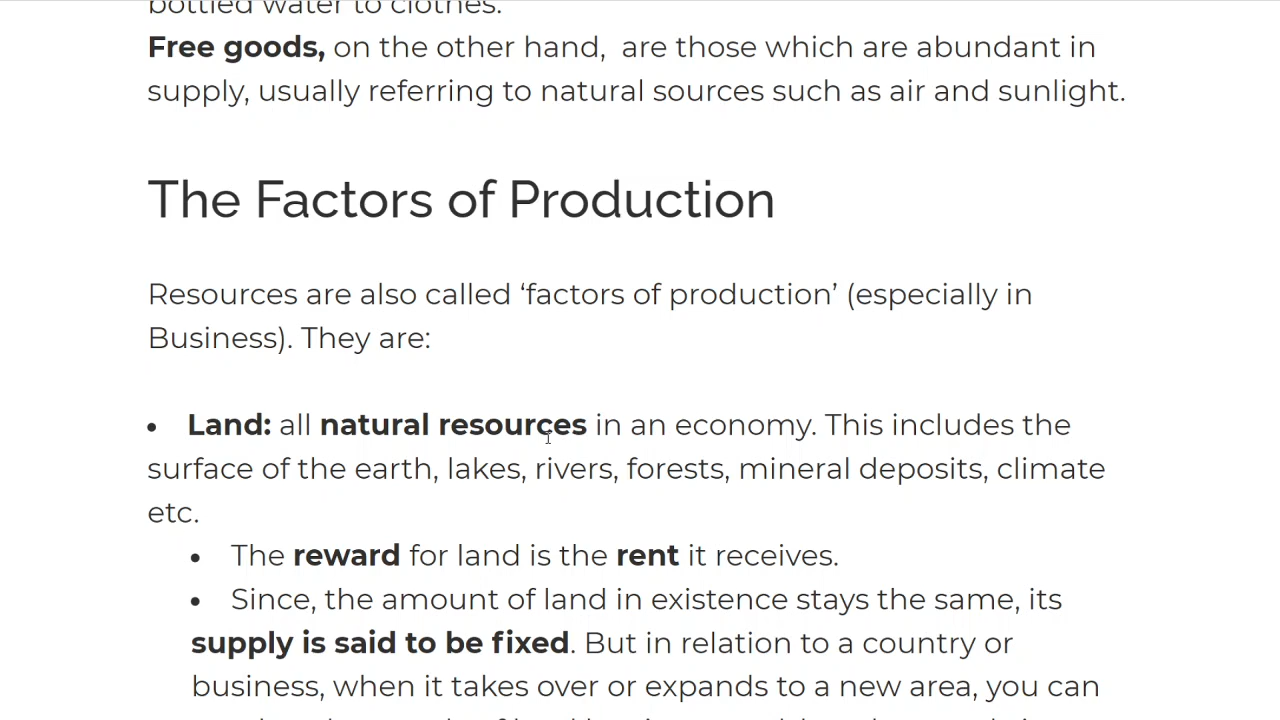 bottled water to clothes.
Free goods, on the other hand,  are those which are abundant in
supply, usually referring to natural sources such as air and sunlight.
The Factors of Production
Resources are also called ‘factors of production’ (especially in
Business). They are:
• Land: all natural resources in an economy. This includes the
surface of the earth, lakes, rivers, forests, mineral deposits, climate
etc.
• The reward for land is the rent it receives.
• Since, the amount of land in existence stays the same, its
supply is said to be fixed. But in relation to a country or
business, when it takes over or expands to a new area, you can